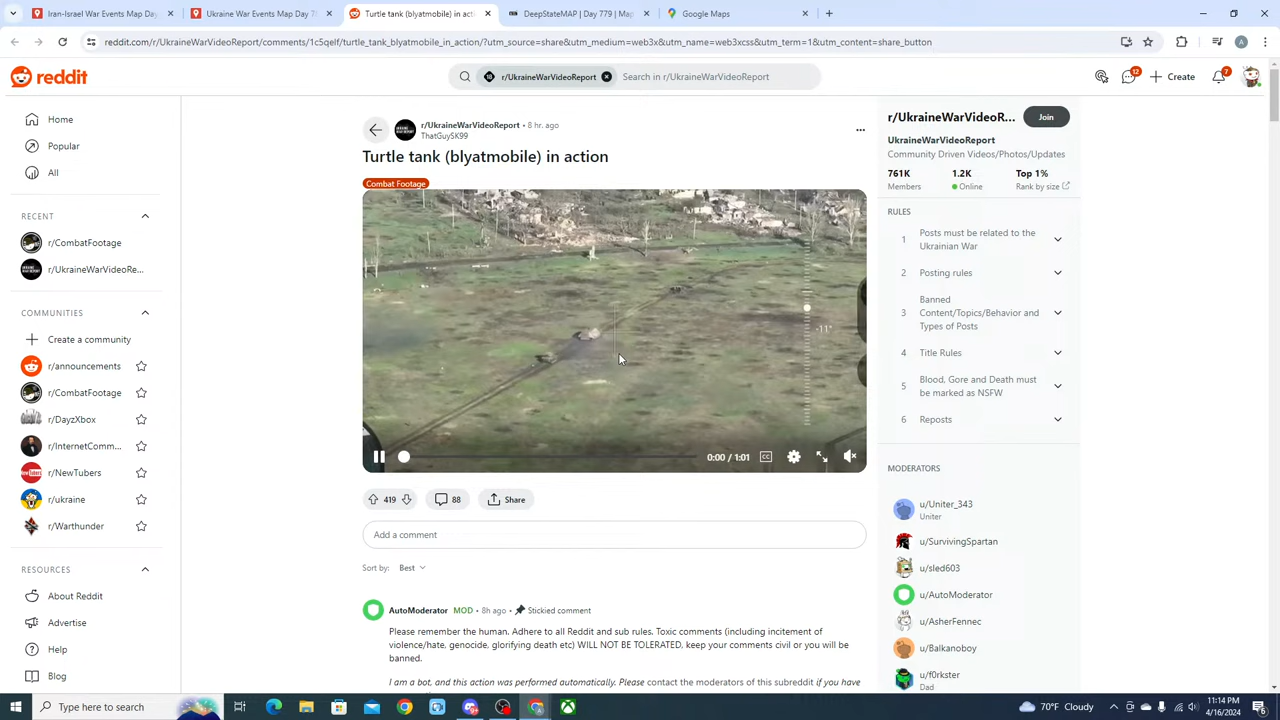 Iran-Israel War Events Map Day
Ukraine War Events Map Day 7
Turtle tank (blyatmobile) in acti
DeepStateMAP | Day 779 | Map
Google Maps
reddit.com/r/UkraineWarVideoReport/comments/1c5qelf/turtle_tank_blyatmobile_in_action/?utm_source=share&utm_medium=web3x&utm_name=web3xcss&utm_term=1&utm_content=share_button
A
reddit
r/UkraineWarVideoReport
Search in r/UkraineWarVideoReport
12
Create
7
Home
Popular
All
RECENT
r/CombatFootage
r/UkraineWarVideoRe...
COMMUNITIES
Create a community
r/announcements
r/CombatFootage
r/DayzXbox
r/InternetComm...
r/NewTubers
r/ukraine
r/Warthunder
RESOURCES
About Reddit
Advertise
Help
Blog
r/UkraineWarVideoReport • 8 hr. ago
ThatGuySK99
Turtle tank (blyatmobile) in action
Combat Footage
-11°
0:00 / 1:01
CC
419
88
Share
Add a comment
Sort by: Best
AutoModerator MOD • 8h ago • Stickied comment
Please remember the human. Adhere to all Reddit and sub rules. Toxic comments (including incitement of
violence/hate, genocide, glorifying death etc) WILL NOT BE TOLERATED, keep your comments civil or you will be
banned.
I am a bot, and this action was performed automatically. Please contact the moderators of this subreddit if you have
r/UkraineWarVideoR...
Join
UkraineWarVideoReport
Community Driven Videos/Photos/Updates
761K
Members
1.2K
Online
Top 1%
Rank by size
RULES
1 Posts must be related to the
Ukrainian War
2 Posting rules
3 Banned
Content/Topics/Behavior and
Types of Posts
4 Title Rules
5 Blood, Gore and Death must
be marked as NSFW
6 Reposts
MODERATORS
u/Uniter_343
Uniter
u/SurvivingSpartan
u/sled603
u/AutoModerator
u/AsherFennec
u/Balkanoboy
u/f0rkster
Dad
Type here to search
70°F Cloudy
11:14 PM
4/16/2024
6